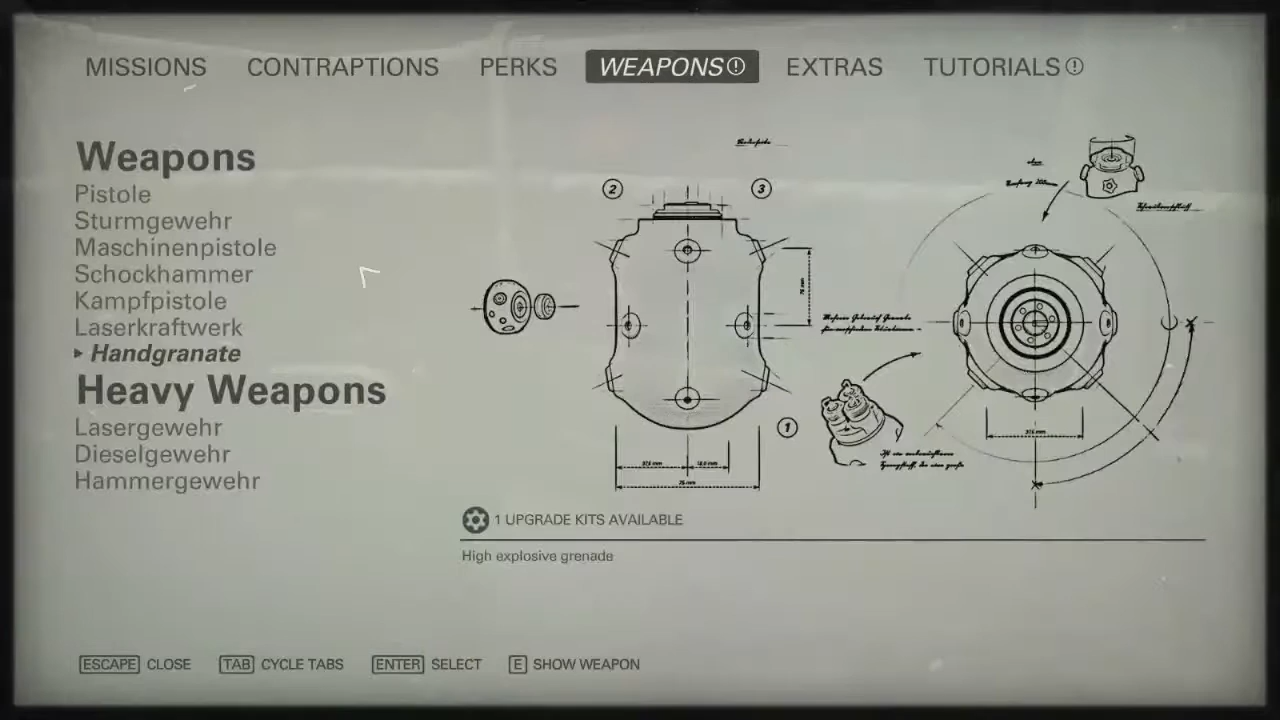 MISSIONS CONTRAPTIONS PERKS WEAPONS! EXTRAS TUTORIALS!
Weapons
Pistole
Sturmgewehr
Maschinenpistole
Schockhammer
Kampfpistole
Laserkraftwerk
Handgranate
Heavy Weapons
Lasergewehr
Dieselgewehr
Hammergewehr
2 3
1
76 mm
1 UPGRADE KITS AVAILABLE
High explosive grenade
ESCAPE CLOSE TAB CYCLE TABS ENTER SELECT E SHOW WEAPON